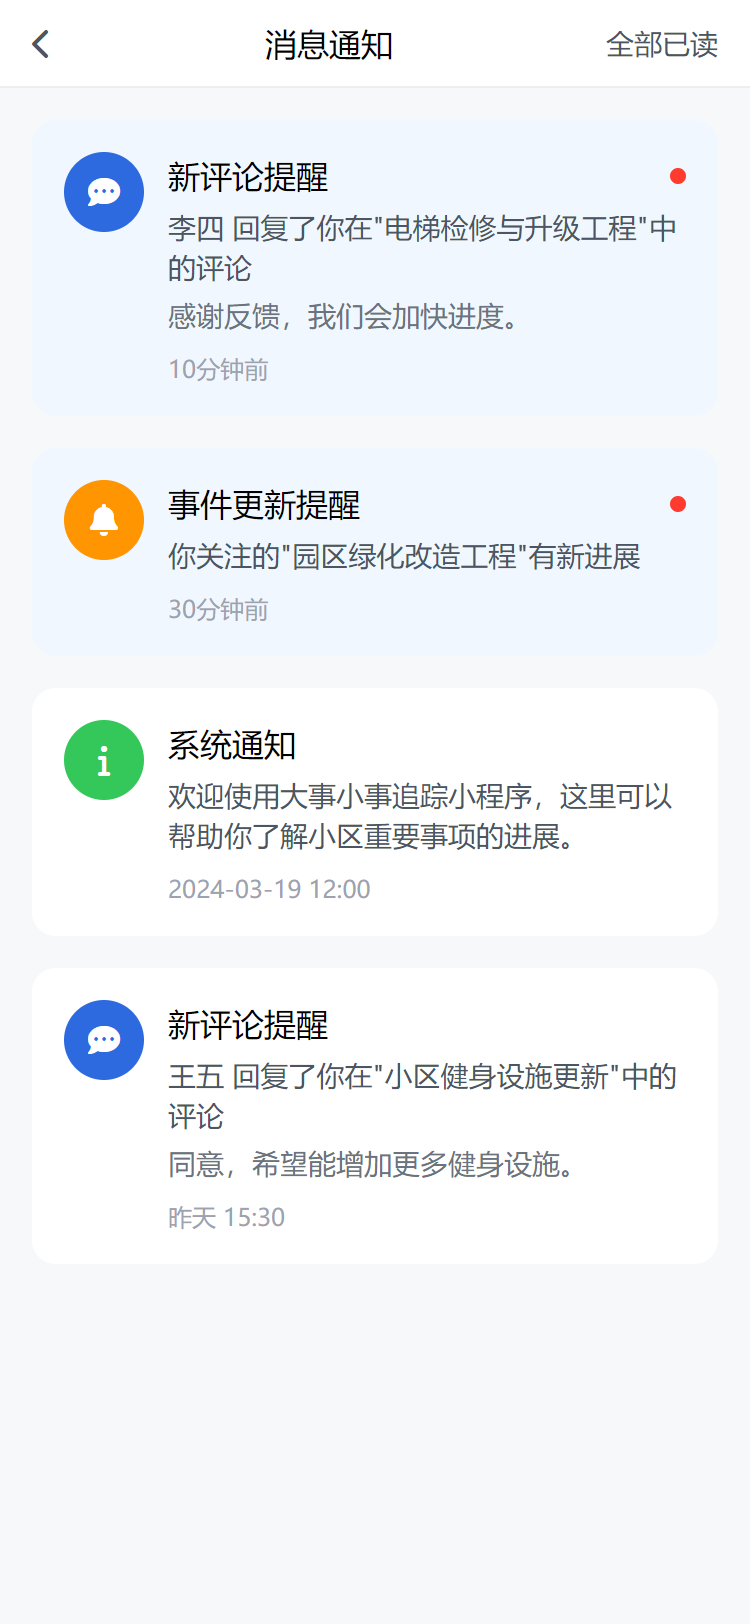 消息通知
全部已读
新评论提醒
李四 回复了你在"电梯检修与升级工程"中
的评论
感谢反馈，我们会加快进度。
10分钟前
事件更新提醒
你关注的"园区绿化改造工程"有新进展
30分钟前
系统通知
欢迎使用大事小事追踪小程序，这里可以
帮助你了解小区重要事项的进展。
2024-03-19 12:00
新评论提醒
王五 回复了你在"小区健身设施更新"中的
评论
同意，希望能增加更多健身设施。
昨天 15:30